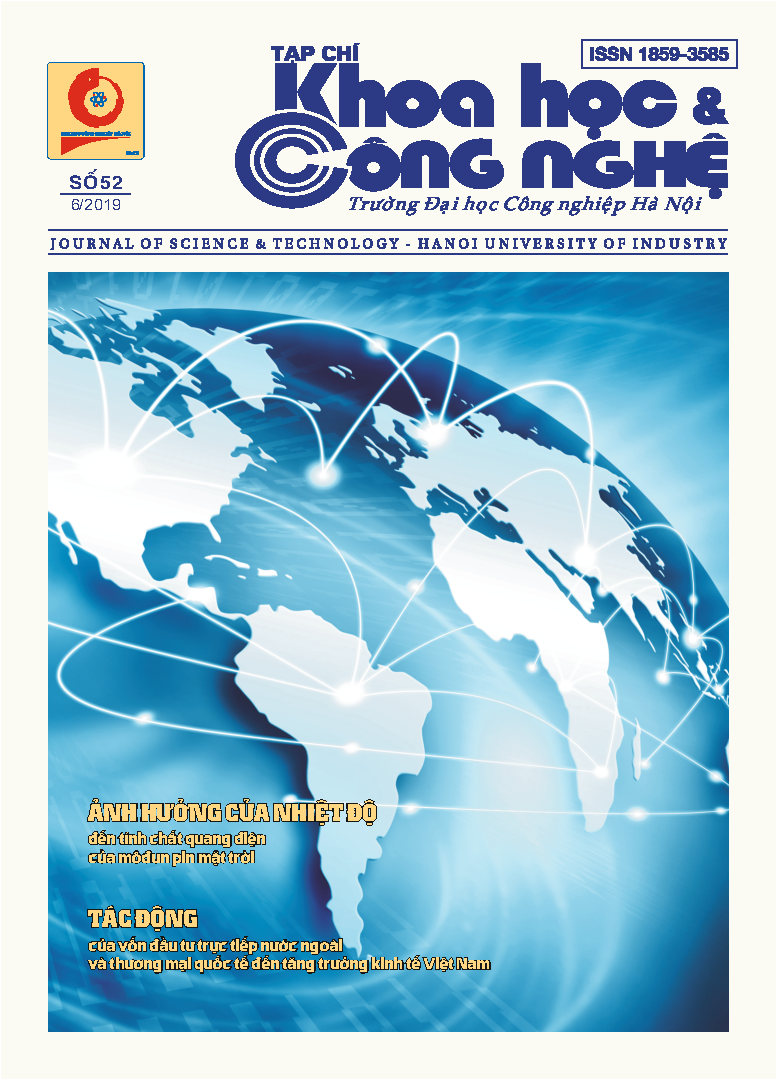 TẠP CHÍ
ISSN 1859-3585
Khoa học &
CÔNG NGHỆ
Trường Đại học Công nghiệp Hà Nội
SỐ 52
6/2019
JOURNAL OF SCIENCE & TECHNOLOGY - HANOI UNIVERSITY OF INDUSTRY
ẢNH HƯỞNG CỦA NHIỆT ĐỘ
đến tính chất quang điện
của môđun pin mặt trời
TÁC ĐỘNG
của vốn đầu tư trực tiếp nước ngoài
và thương mại quốc tế đến tăng trưởng kinh tế Việt Nam